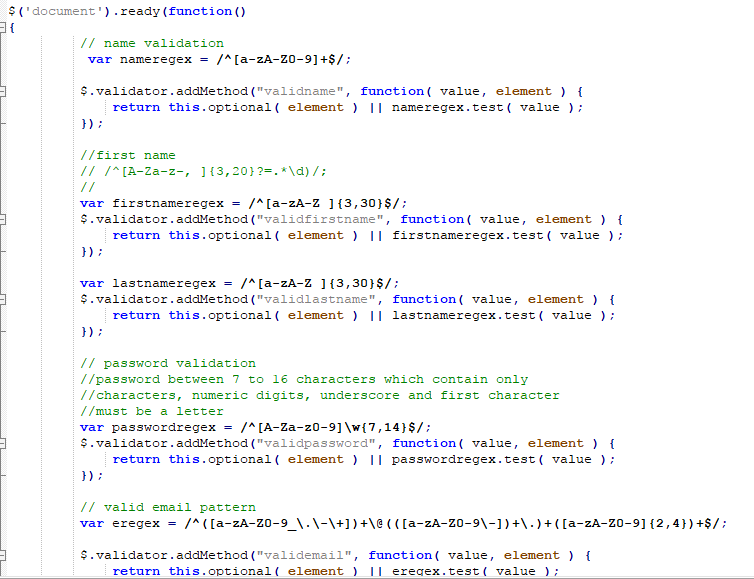 $('document').ready(function()
{
// name validation
var nameregex = /^[a-zA-Z0-9]+$/;
$.validator.addMethod("validname", function( value, element ) {
return this.optional( element ) || nameregex.test( value );
});
//first name
// /^[A-Za-z-, ]{3,20}?=.*\d)/;
//
var firstnameregex = /^[a-zA-Z ]{3,30}$/;
$.validator.addMethod("validfirstname", function( value, element ) {
return this.optional( element ) || firstnameregex.test( value );
});
var lastnameregex = /^[a-zA-Z ]{3,30}$/;
$.validator.addMethod("validlastname", function( value, element ) {
return this.optional( element ) || lastnameregex.test( value );
});
// password validation
//password between 7 to 16 characters which contain only
//characters, numeric digits, underscore and first character
//must be a letter
var passwordregex = /^[A-Za-z0-9]\w{7,14}$/;
$.validator.addMethod("validpassword", function( value, element ) {
return this.optional( element ) || passwordregex.test( value );
});
// valid email pattern
var eregex = /^([a-zA-Z0-9_\.\-\+])+\@(([a-zA-Z0-9\-])+\.)+([a-zA-Z0-9]{2,4})+$/;
$.validator.addMethod("validemail", function( value, element ) {
return this.optional( element ) || eregex.test( value );